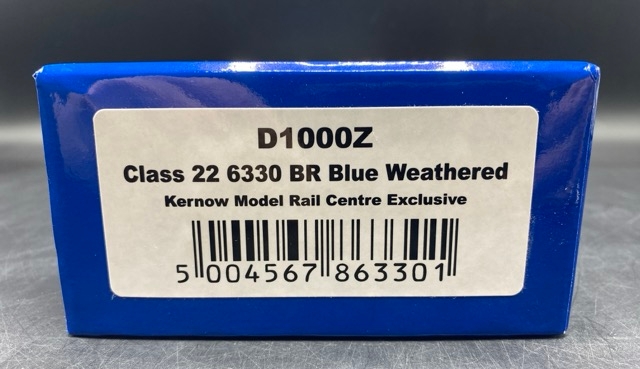 D1000Z
Class 22 6330 BR Blue Weathered
Kernow Model Rail Centre Exclusive
5 004567 863301